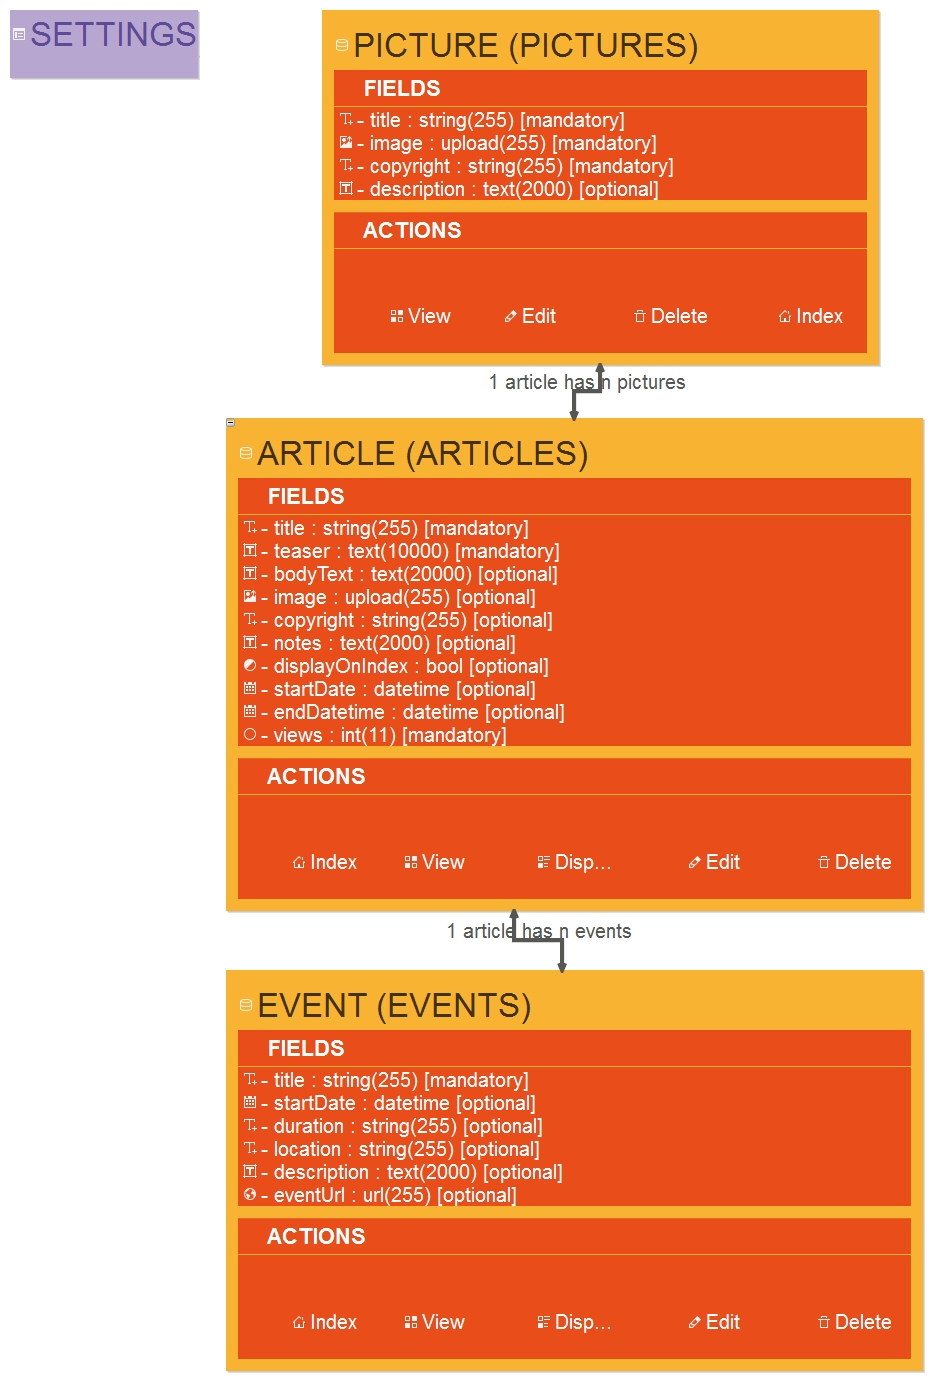 SETTINGS
PICTURE (PICTURES)
FIELDS
- title : string(255) [mandatory]
- image : upload(255) [mandatory]
- copyright : string(255) [mandatory]
- description : text(2000) [optional]
ACTIONS
View Edit Delete Index
1 article has n pictures
ARTICLE (ARTICLES)
FIELDS
- title : string(255) [mandatory]
- teaser : text(10000) [mandatory]
- bodyText : text(20000) [optional]
- image : upload(255) [optional]
- copyright : string(255) [optional]
- notes : text(2000) [optional]
- displayOnIndex : bool [optional]
- startDate : datetime [optional]
- endDatetime : datetime [optional]
- views : int(11) [mandatory]
ACTIONS
Index View Disp... Edit Delete
1 article has n events
EVENT (EVENTS)
FIELDS
- title : string(255) [mandatory]
- startDate : datetime [optional]
- duration : string(255) [optional]
- location : string(255) [optional]
- description : text(2000) [optional]
- eventUrl : url(255) [optional]
ACTIONS
Index View Disp... Edit Delete